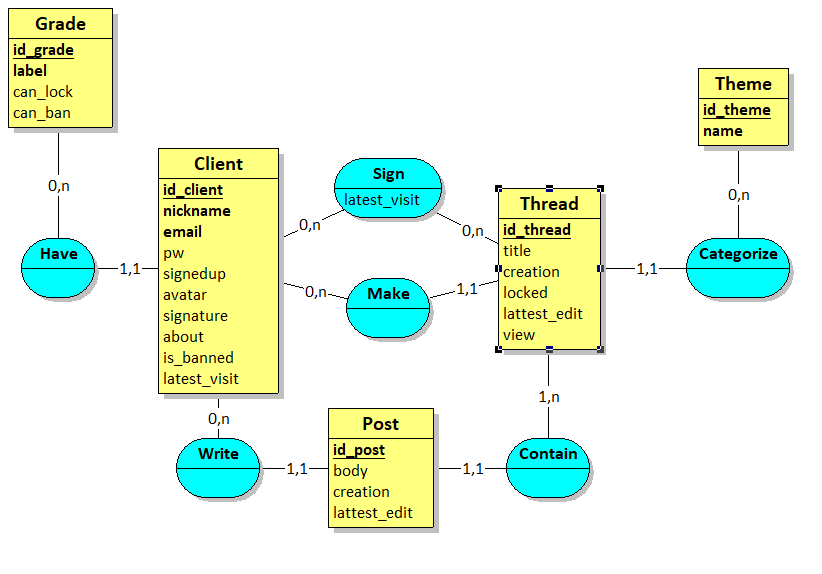 Grade
id_grade
label
can_lock
can_ban
0,n
Have
1,1
Client
id_client
nickname
email
pw
signedup
avatar
signature
about
is_banned
latest_visit
0,n
Sign
latest_visit
0,n
0,n
Make
1,1
Thread
id_thread
title
creation
locked
lattest_edit
view
Theme
id_theme
name
0,n
Categorize
1,1
1,n
Contain
1,1
Post
id_post
body
creation
lattest_edit
1,1
Write
0,n